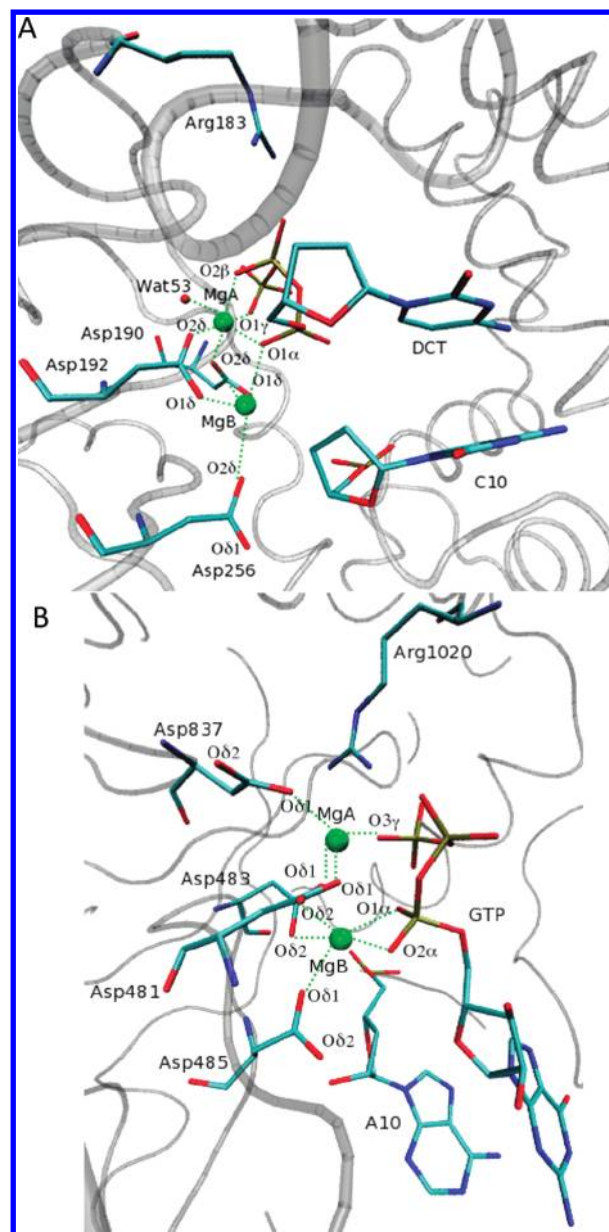 A
Arg183
O2β
Wat53
MgA
Asp190
O2δ
O1γ
Asp192
O2δ
O1α
DCT
O1δ
O1δ
MgB
C10
O2δ
Oδ1
Asp256
B
Arg1020
Asp837
Oδ2
Oδ1
MgA
O3γ
Asp483
Oδ1
Oδ1
Oδ2
O1α
GTP
Oδ2
O2α
MgB
Asp481
Oδ1
Oδ2
Asp485
A10